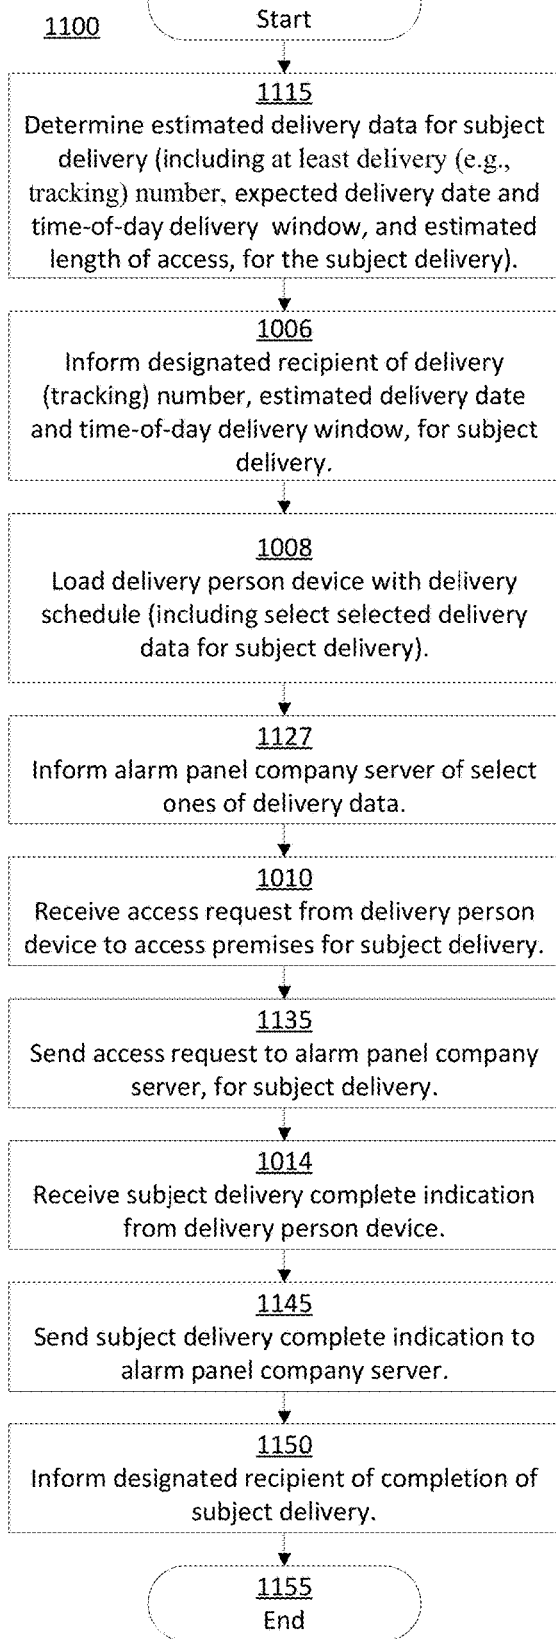 1100
Start
1115
Determine estimated delivery data for subject
delivery (including at least delivery (e.g.,
tracking) number, expected delivery date and
time-of-day delivery window, and estimated
length of access, for the subject delivery).
1006
Inform designated recipient of delivery
(tracking) number, estimated delivery date
and time-of-day delivery window, for subject
delivery.
1008
Load delivery person device with delivery
schedule (including select selected delivery
data for subject delivery).
1127
Inform alarm panel company server of select
ones of delivery data.
1010
Receive access request from delivery person
device to access premises for subject delivery.
1135
Send access request to alarm panel company
server, for subject delivery.
1014
Receive subject delivery complete indication
from delivery person device.
1145
Send subject delivery complete indication to
alarm panel company server.
1150
Inform designated recipient of completion of
subject delivery.
1155
End